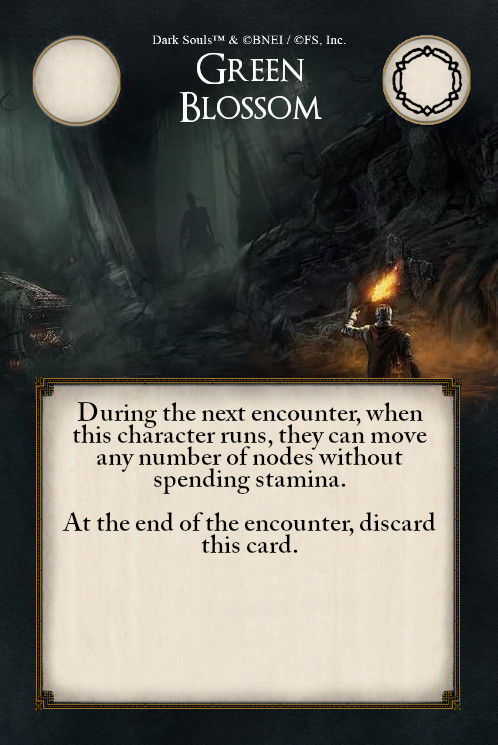 Dark Souls™ & ©BNEI / ©FS, Inc.
Green
Blossom
During the next encounter, when
this character runs, they can move
any number of nodes without
spending stamina.
At the end of the encounter, discard
this card.